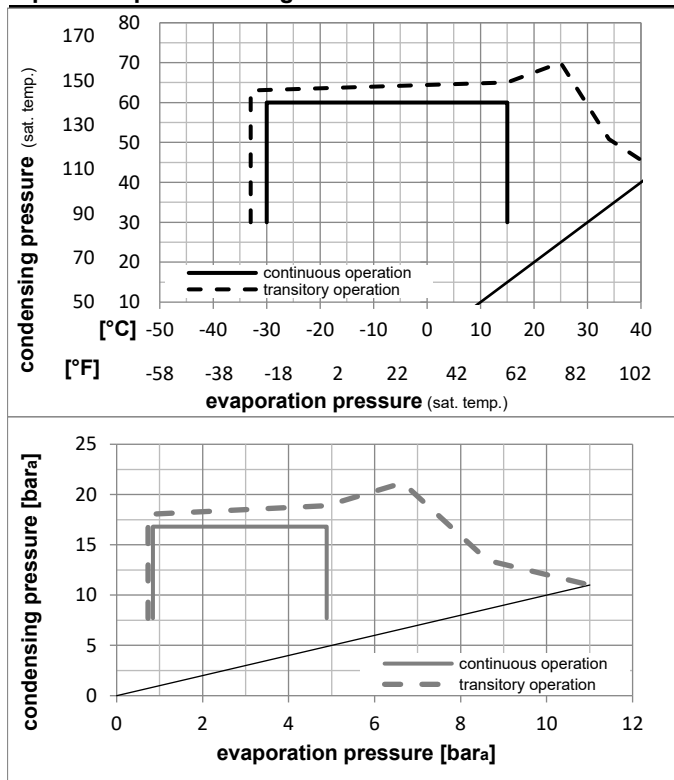 170
150
130
110
90
70
50
80
70
60
50
40
30
20
10
condensing pressure (sat. temp.)
continuous operation
transitory operation
[°C] -50 -40 -30 -20 -10 0 10 20 30 40
[°F] -58 -38 -18 2 22 42 62 82 102
evaporation pressure (sat. temp.)
25
20
15
10
5
0
condensing pressure [bara]
continuous operation
transitory operation
0 2 4 6 8 10 12
evaporation pressure [bara]